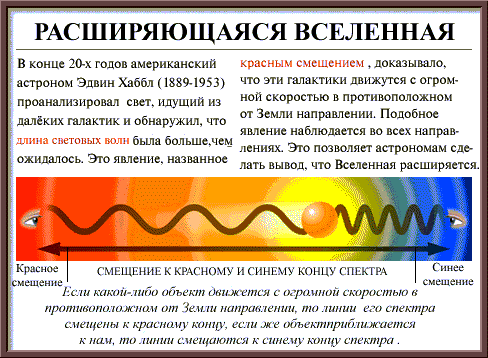 РАСШИРЯЮЩАЯСЯ ВСЕЛЕННАЯ
В конце 20-х годов американский
астроном Эдвин Хаббл (1889-1953)
проанализировал свет, идущий из
далёких галактик и обнаружил, что
длина световых волн была больше,чем
ожидалось. Это явление, названное
красным смещением , доказывало,
что эти галактики движутся с огром-
ной скоростью в противоположном
от Земли направлении. Подобное
явление наблюдается во всех направ-
лениях. Это позволяет астрономам сде-
лать вывод, что Вселенная расширяется.
Красное
смещение
СМЕЩЕНИЕ К КРАСНОМУ И СИНЕМУ КОНЦУ СПЕКТРА
Синее
смещение
Если какой-либо объект движется с огромной скоростью в
противоположном от Земли направлении, то линии его спектра
смещены к красному концу, если же объектприближается
к нам, то линии смещаются к синему концу спектра .